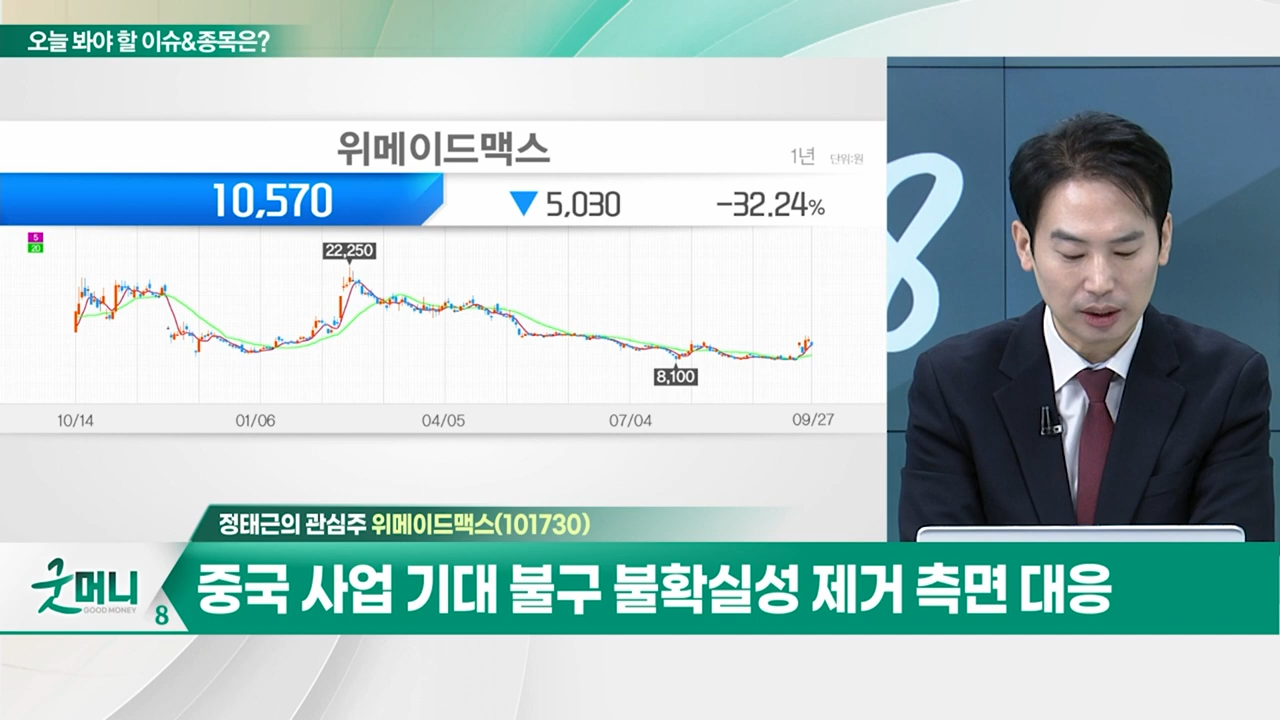 오늘 봐야 할 이슈&종목은?
위메이드맥스
1년 단위:원
10,570 ▼5,030 -32.24%
5
20
22,250
8,100
10/14 01/06 04/05 07/04 09/27
정태근의 관심주 위메이드맥스(101730)
굿머니
GOOD MONEY
8
중국 사업 기대 불구 불확실성 제거 측면 대응